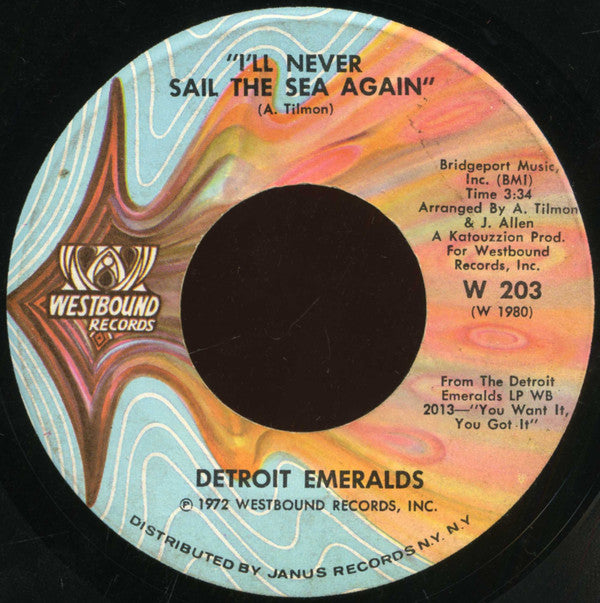 "I'LL NEVER
SAIL THE SEA AGAIN"
(A. Tilmon)
Bridgeport Music,
Inc. (BMI)
Time 3:34
Arranged By A. Tilmon
& J. Allen
A Katouzzion Prod.
For Westbound
Records, Inc.
W 203
(W 1980)
WESTBOUND
RECORDS
From The Detroit
Emeralds LP WB
2013—"You Want It,
You Got It"
DETROIT EMERALDS
℗ 1972 WESTBOUND RECORDS, INC.
DISTRIBUTED BY JANUS RECORDS N.Y. N.Y.